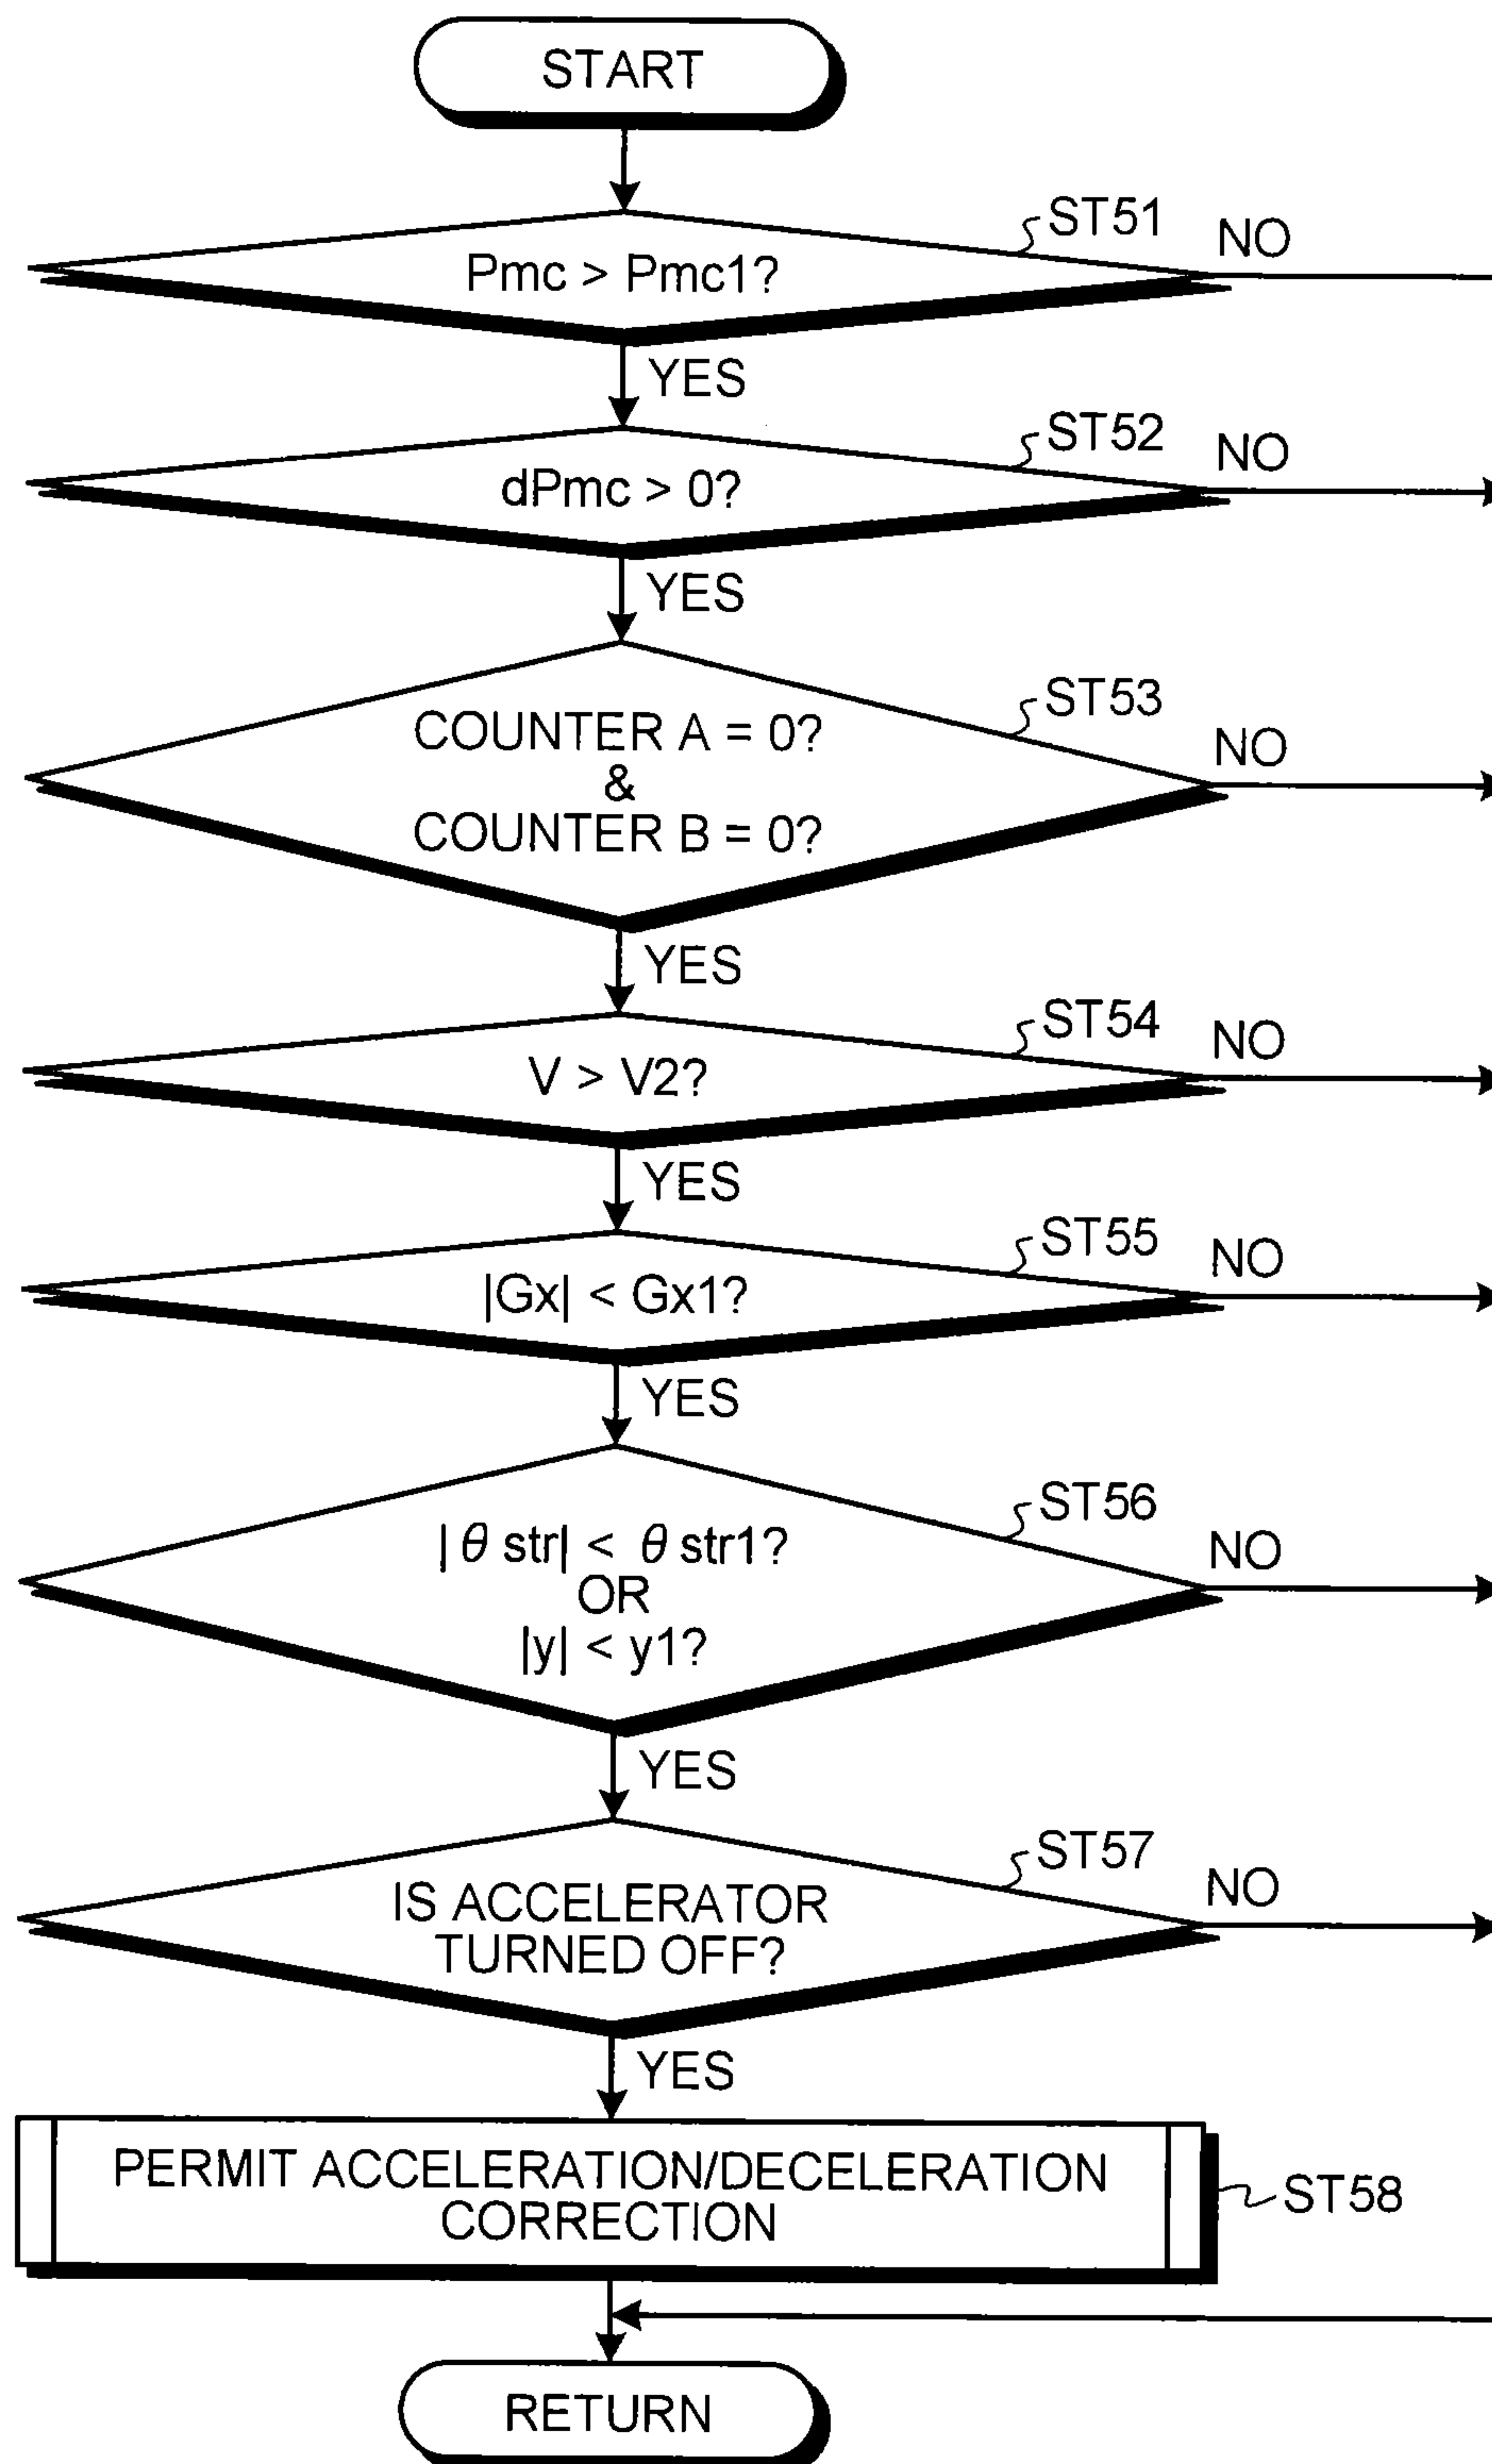 START
ST51
NO
Pmc > Pmc1?
YES
ST52
NO
dPmc > 0?
YES
ST53
NO
COUNTER A = 0?
&
COUNTER B = 0?
YES
ST54
NO
V > V2?
YES
ST55
NO
|Gx| < Gx1?
YES
ST56
NO
|θ str| < θ str1?
OR
|y| < y1?
YES
ST57
NO
IS ACCELERATOR
TURNED OFF?
YES
PERMIT ACCELERATION/DECELERATION
CORRECTION
ST58
RETURN